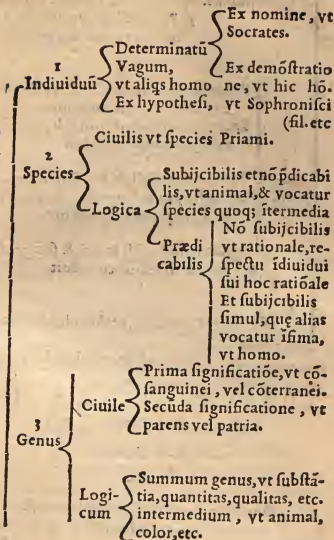 Ex nomine, vt
Socrates.
Determinatũ
1
Indiuiduũ
Vagum,
vt aliqs homo
Ex hypothesi,
Ex demõſtratio
ne, vt hic hõ.
vt Sophroniſci
(fil.etc
Ciuilis vt ſpecies Priami.
2
Species
Logica
Subijcibilis etnõ p̃dicabi
lis, vt animal, & vocatur
ſpecies quoq; ĩtermedia
Prædi
cabilis
Nõ ſubijcibilis
vt rationale, re-
ſpectu ĩdiuidui
ſui hoc ratiõale
Et ſubijcibilis
ſimul, quę alias
vocatur ĩfima,
vt homo.
3
Genus
Ciuile
Prima ſignificatiõe, vt cõ-
ſanguinei, vel cõterranei.
Secũda ſignificatione, vt
parens vel patria.
Logi-
cum
Summum genus, vt ſubſtã-
tia, quantitas, qualitas, etc.
intermedium, vt animal,
color, etc.